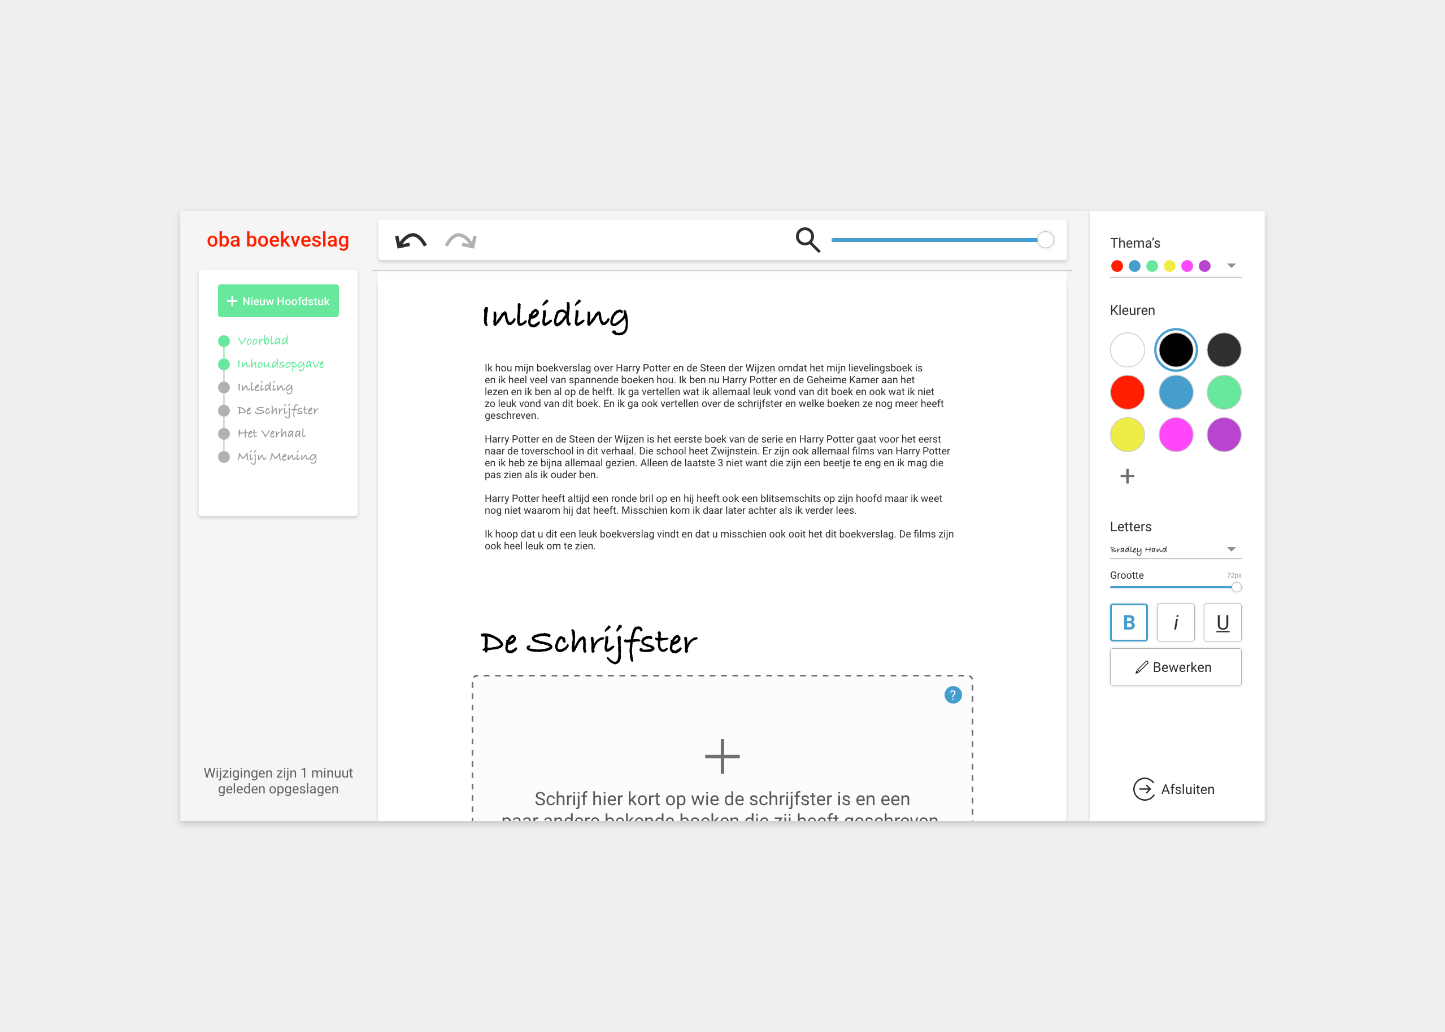 oba boekveslag
Nieuw Hoofdstuk
Voorblad
Inhoudsopgave
Inleiding
De Schrijfster
Het Verhaal
Mijn Mening
Wijzigingen zijn 1 minuut
geleden opgeslagen
Inleiding
Ik hou mijn boekverslag over Harry Potter en de Steen der Wijzen omdat het mijn lievelingsboek is
en ik heel veel van spannende boeken hou. Ik ben nu Harry Potter en de Geheime Kamer aan het
lezen en ik ben al op de helft. Ik ga vertellen wat ik allemaal leuk vond van dit boek en ook wat ik niet
zo leuk vond van dit boek. En ik ga ook vertellen over de schrijfster en welke boeken ze nog meer heeft
geschreven.
Harry Potter en de Steen der Wijzen is het eerste boek van de serie en Harry Potter gaat voor het eerst
naar de toverschool in dit verhaal. Die school heet Zwijnstein. Er zijn ook allemaal films van Harry Potter
en ik heb ze bijna allemaal gezien. Alleen de laatste 3 niet want die zijn een beetje te eng en ik mag die
pas zien als ik ouder ben.
Harry Potter heeft altijd een ronde bril op en hij heeft ook een blitsemschits op zijn hoofd maar ik weet
nog niet waarom hij dat heeft. Misschien kom ik daar later achter als ik verder lees.
Ik hoop dat u dit een leuk boekverslag vindt en dat u misschien ook ooit het dit boekverslag. De films zijn
ook heel leuk om te zien.
De Schrijfster
?
Schrijf hier kort op wie de schrijfster is en een
paar andere bekende boeken die zij heeft geschreven
Thema's
Kleuren
Letters
Bradley Hand
Grootte 72px
B i U
Bewerken
Afsluiten